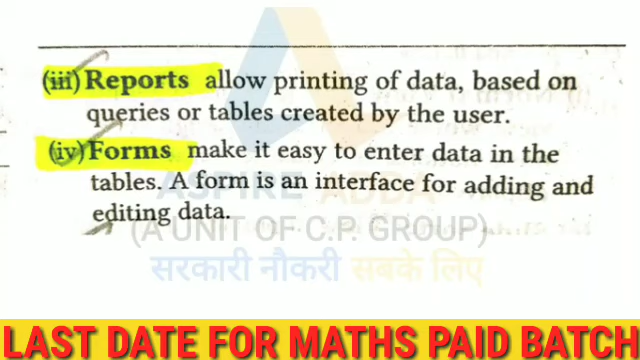 (iii) Reports allow printing of data, based on
queries or tables created by the user.
(iv) Forms make it easy to enter data in the
tables. A form is an interface for adding and
editing data.
ASPIRE ADDA
(A UNIT OF C.P. GROUP)
सरकारी नौकरी सबके लिए
LAST DATE FOR MATHS PAID BATCH